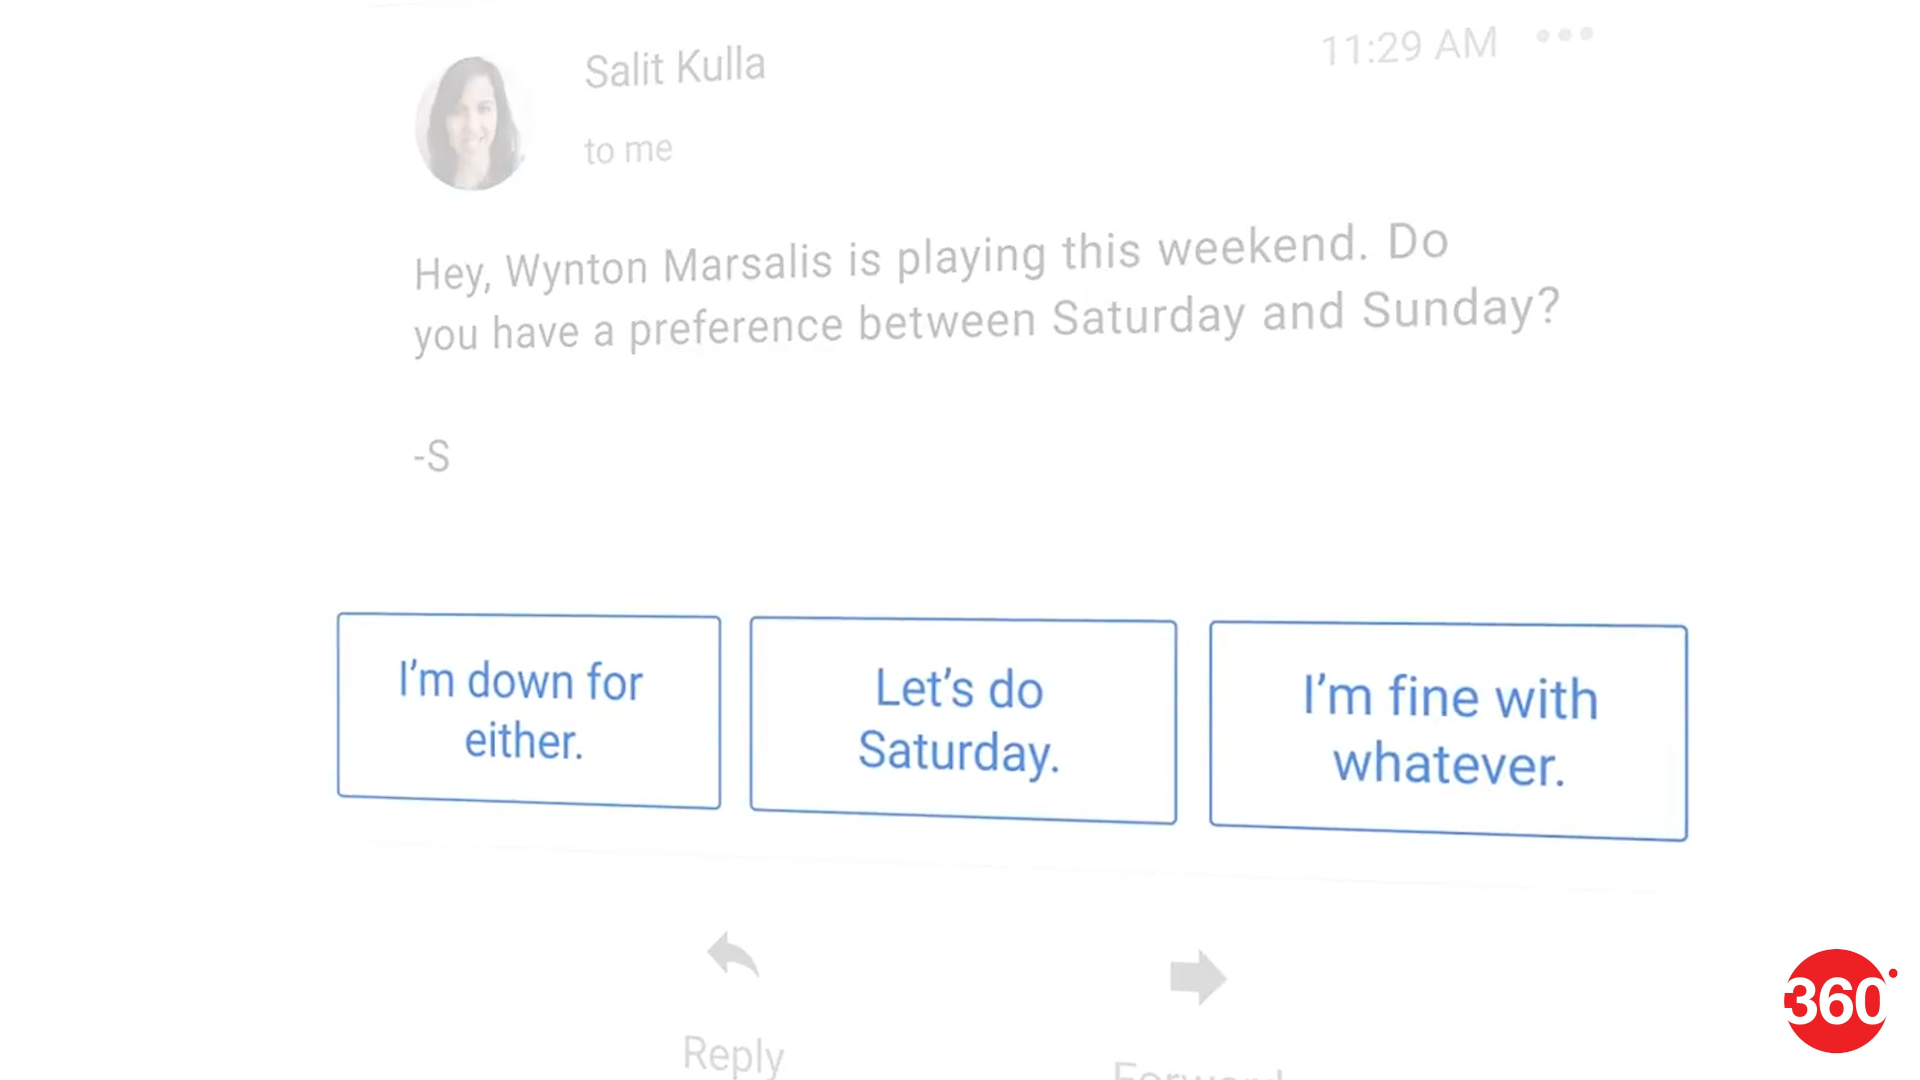 Salit Kulla
11:29 AM
to me
Hey, Wynton Marsalis is playing this weekend. Do
you have a preference between Saturday and Sunday?
-S
I'm down for
either.
Let's do
Saturday.
I'm fine with
whatever.
Reply
Forward
360°